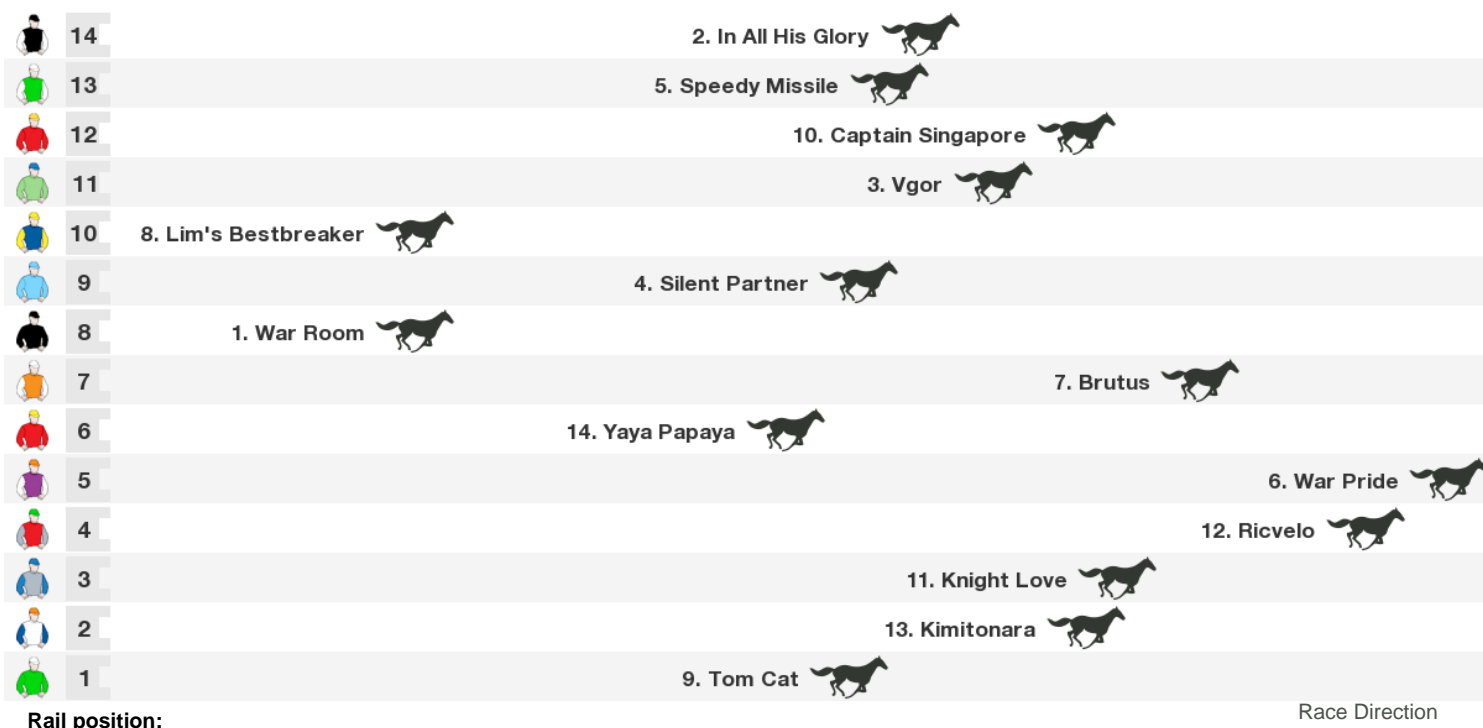 14 2. In All His Glory
13 5. Speedy Missile
12 10. Captain Singapore
11 3. Vgor
10 8. Lim's Bestbreaker
9 4. Silent Partner
8 1. War Room
7 7. Brutus
6 14. Yaya Papaya
5 6. War Pride
4 12. Ricvelo
3 11. Knight Love
2 13. Kimitonara
1 9. Tom Cat
Race Direction
Rail position: